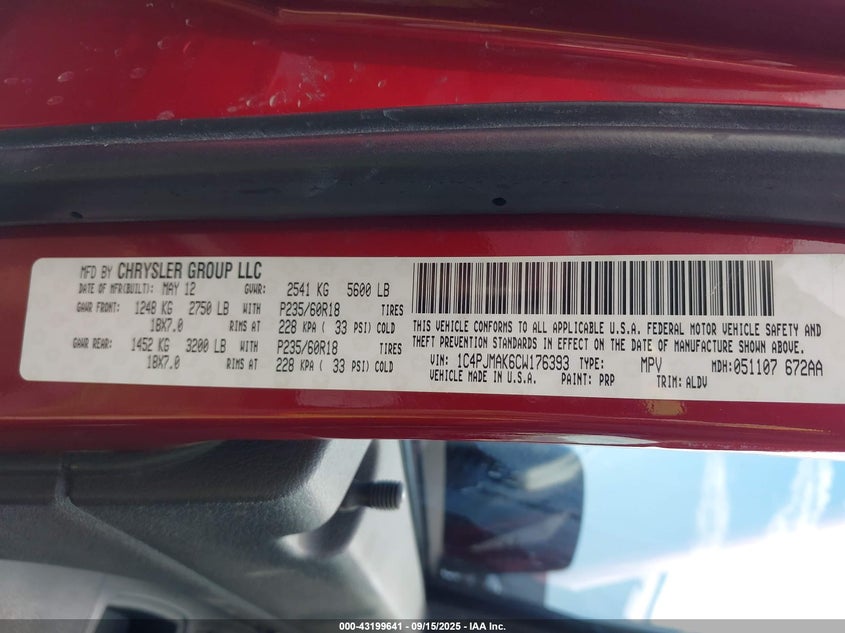 MFD BY CHRYSLER GROUP LLC
DATE OF MFR(BUILT): MAY 12 GVWR: 2541 KG 5600 LB
GAWR FRONT: 1248 KG 2750 LB WITH P235/60R18 TIRES
18X7.0 RIMS AT 228 KPA ( 33 PSI) COLD
GAWR REAR: 1452 KG 3200 LB WITH P235/60R18 TIRES
18X7.0 RIMS AT 228 KPA ( 33 PSI) COLD
THIS VEHICLE CONFORMS TO ALL APPLICABLE U.S.A. FEDERAL MOTOR VEHICLE SAFETY AND
THEFT PREVENTION STANDARDS IN EFFECT ON THE DATE OF MANUFACTURE SHOWN ABOVE.
VIN: 1C4PJMAK6CW176393 TYPE: MPV MDH:051107 672AA
VEHICLE MADE IN U.S.A. PAINT: PRP TRIM: ALDV
000-43199641 - 09/15/2025 - IAA Inc.